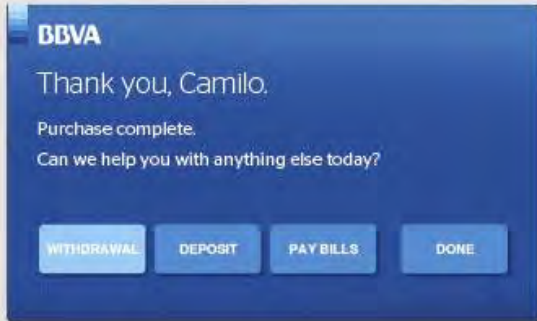 BBVA
Thank you, Camilo.
Purchase complete.
Can we help you with anything else today?
WITHDRAWAL DEPOSIT PAY BILLS DONE